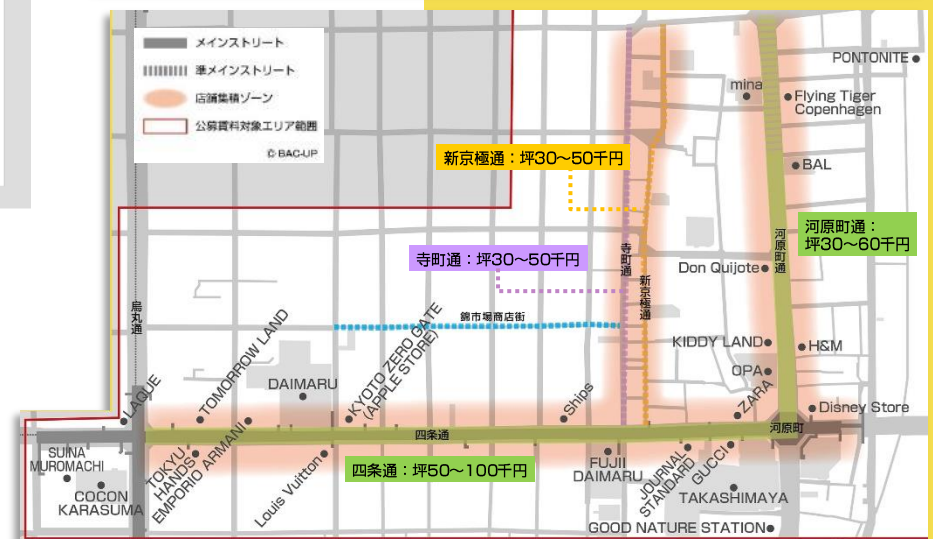 メインストリート
準メインストリート
店舗集積ゾーン
公募賃料対象エリア範囲
© BAC-UP
PONTONITE
mina
Flying Tiger
Copenhagen
BAL
新京極通：坪30〜50千円
河原町通：
坪30〜60千円
寺町通：坪30〜50千円
寺町通
新京極通
河原町通
Don Quijote
烏丸通
錦市場商店街
KIDDY LAND
H&M
OPA
ZARA
Disney Store
LAQUE
TOMORROW LAND
DAIMARU
KYOTO ZERO GATE
(APPLE STORE)
Ships
四条通
河原町
SUINA
MUROMACHI
COCON
KARASUMA
TOKYU
HANDS
EMPORIO ARMANI
Louis Vuitton
四条通：坪50〜100千円
FUJII
DAIMARU
JOURNAL
STANDARD
GUCCI
TAKASHIMAYA
GOOD NATURE STATION